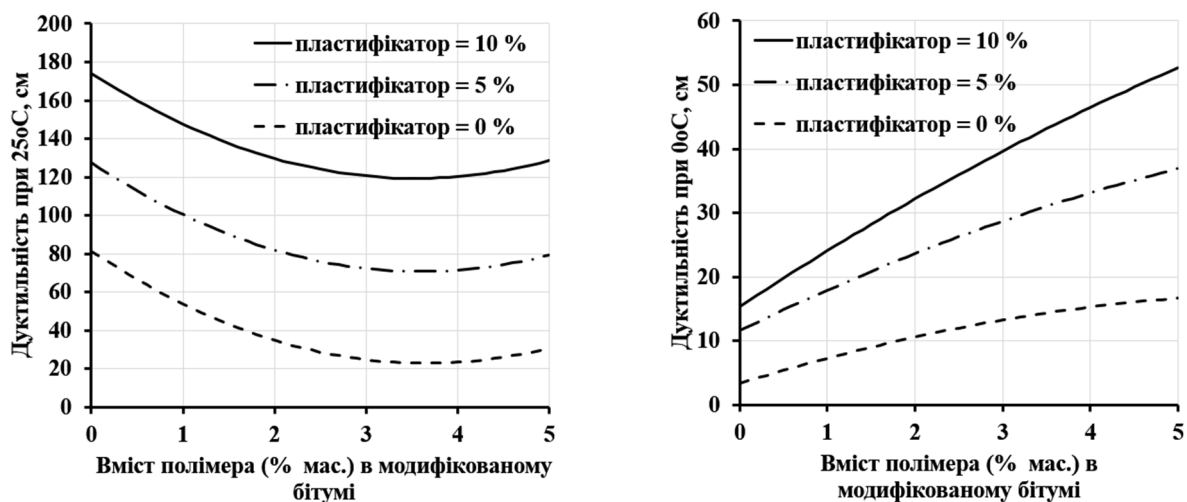 Дуктильність при 25оС, см
200
180
160
140
120
100
80
60
40
20
0
пластифікатор = 10 %
пластифікатор = 5 %
пластифікатор = 0 %
0 1 2 3 4 5
Вміст полімера (% мас.) в модифікованому
бітумі
Дуктильність при 0оС, см
60
50
40
30
20
10
0
пластифікатор = 10 %
пластифікатор = 5 %
пластифікатор = 0 %
0 1 2 3 4 5
Вміст полімера (% мас.) в
модифікованому бітумі